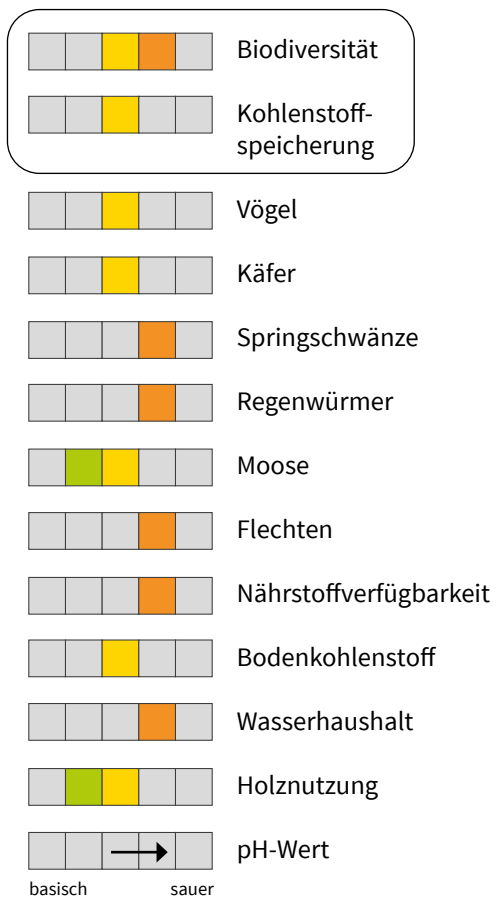 Biodiversität
Kohlenstoff-
speicherung
Vögel
Käfer
Springschwänze
Regenwürmer
Moose
Flechten
Nährstoffverfügbarkeit
Bodenkohlenstoff
Wasserhaushalt
Holznutzung
pH-Wert
basisch sauer